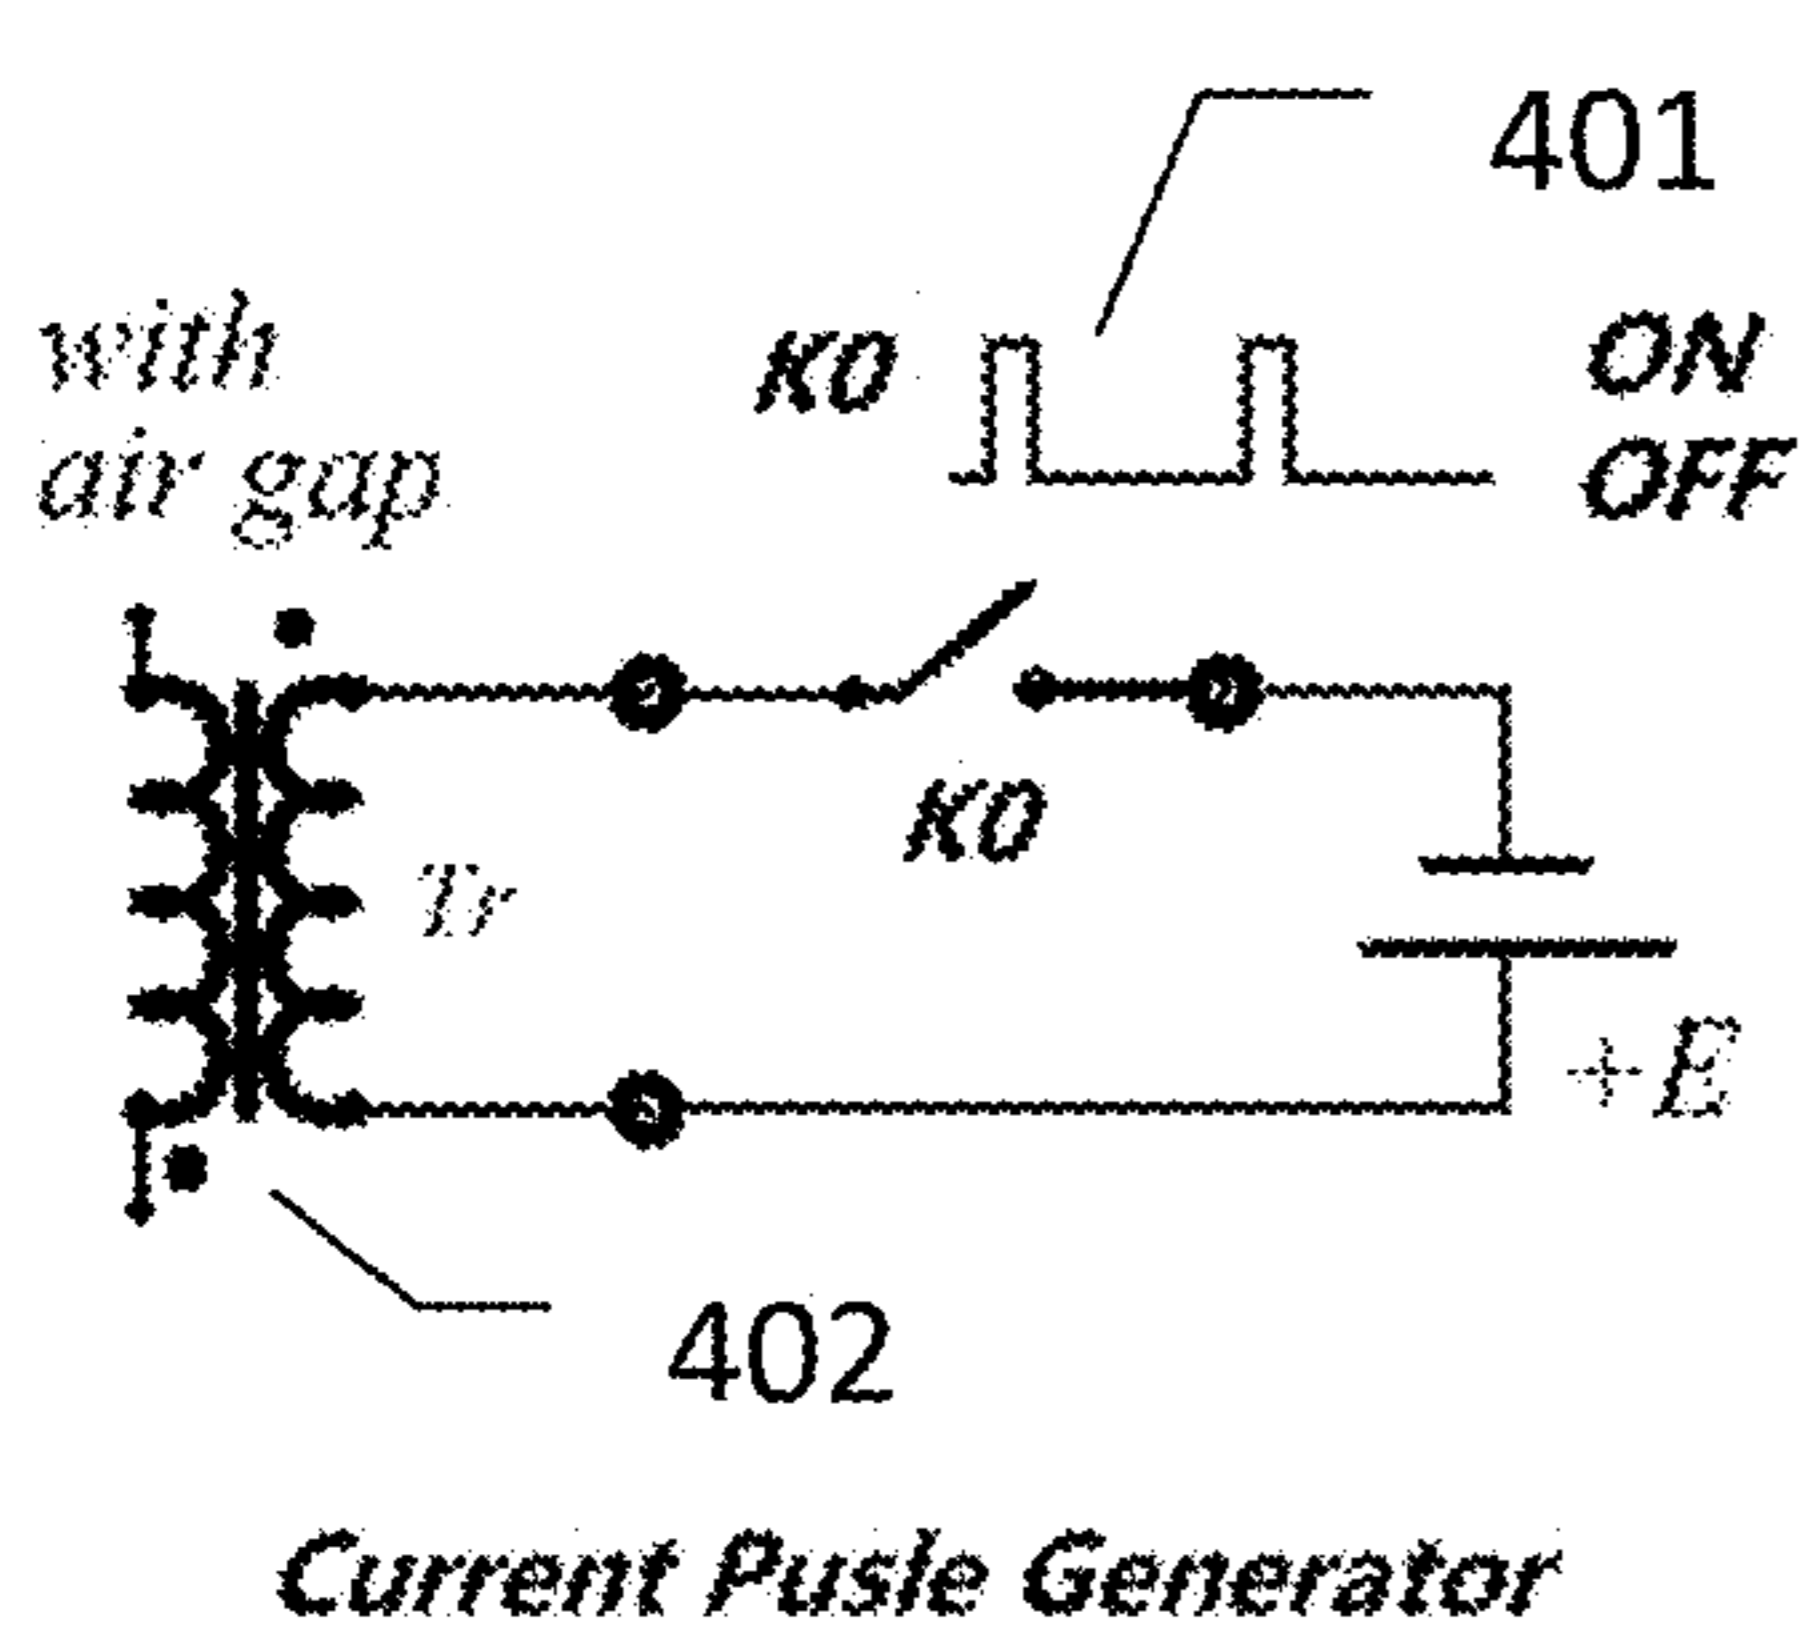 401
with
air gap
K0
ON
OFF
K0
Tr
+E
402
Current Pusle Generator